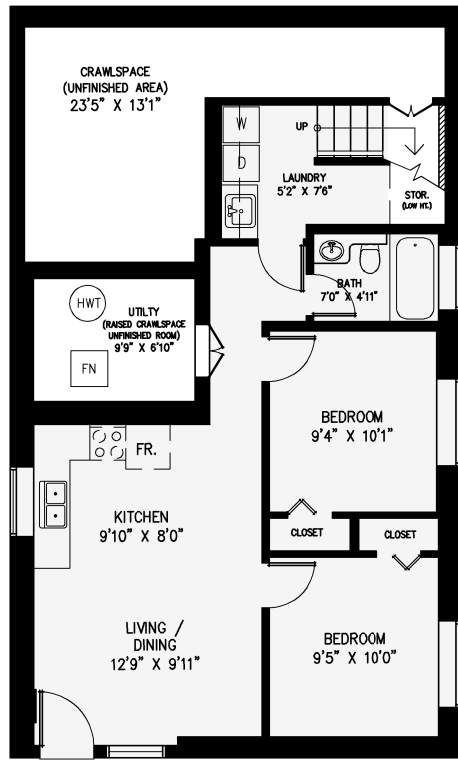 CRAWLSPACE
(UNFINISHED AREA)
23'5" X 13'1"
W
D
UP
LAUNDRY
5'2" X 7'6"
STOR.
(LOW HT.)
BATH
7'0" X 4'11"
HWT
UTILTY
(RAISED CRAWLSPACE
UNFINISHED ROOM)
9'9" X 6'10"
FN
BEDROOM
9'4" X 10'1"
FR.
KITCHEN
9'10" X 8'0"
CLOSET
CLOSET
LIVING /
DINING
12'9" X 9'11"
BEDROOM
9'5" X 10'0"